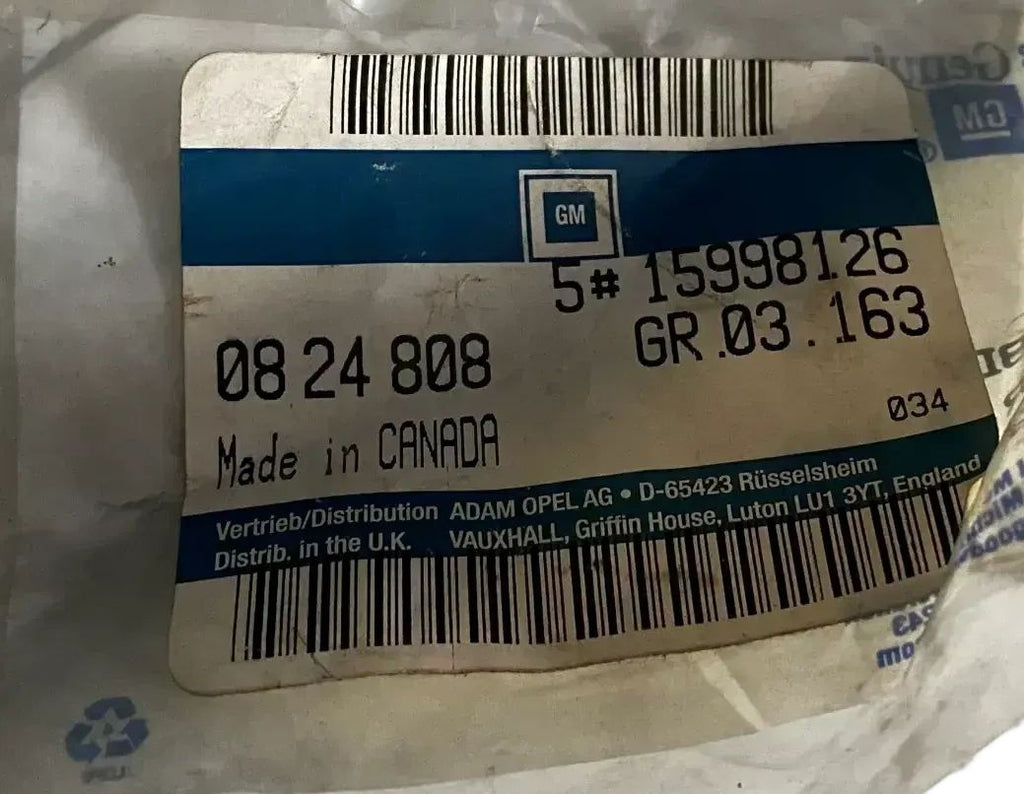 GM
5# 15998126
GR.03.163
08 24 808
034
Made in CANADA
Vertrieb/Distribution ADAM OPEL AG • D-65423 Rüsselsheim
Distrib. in the U.K. VAUXHALL, Griffin House, Luton LU1 3YT, England
GM